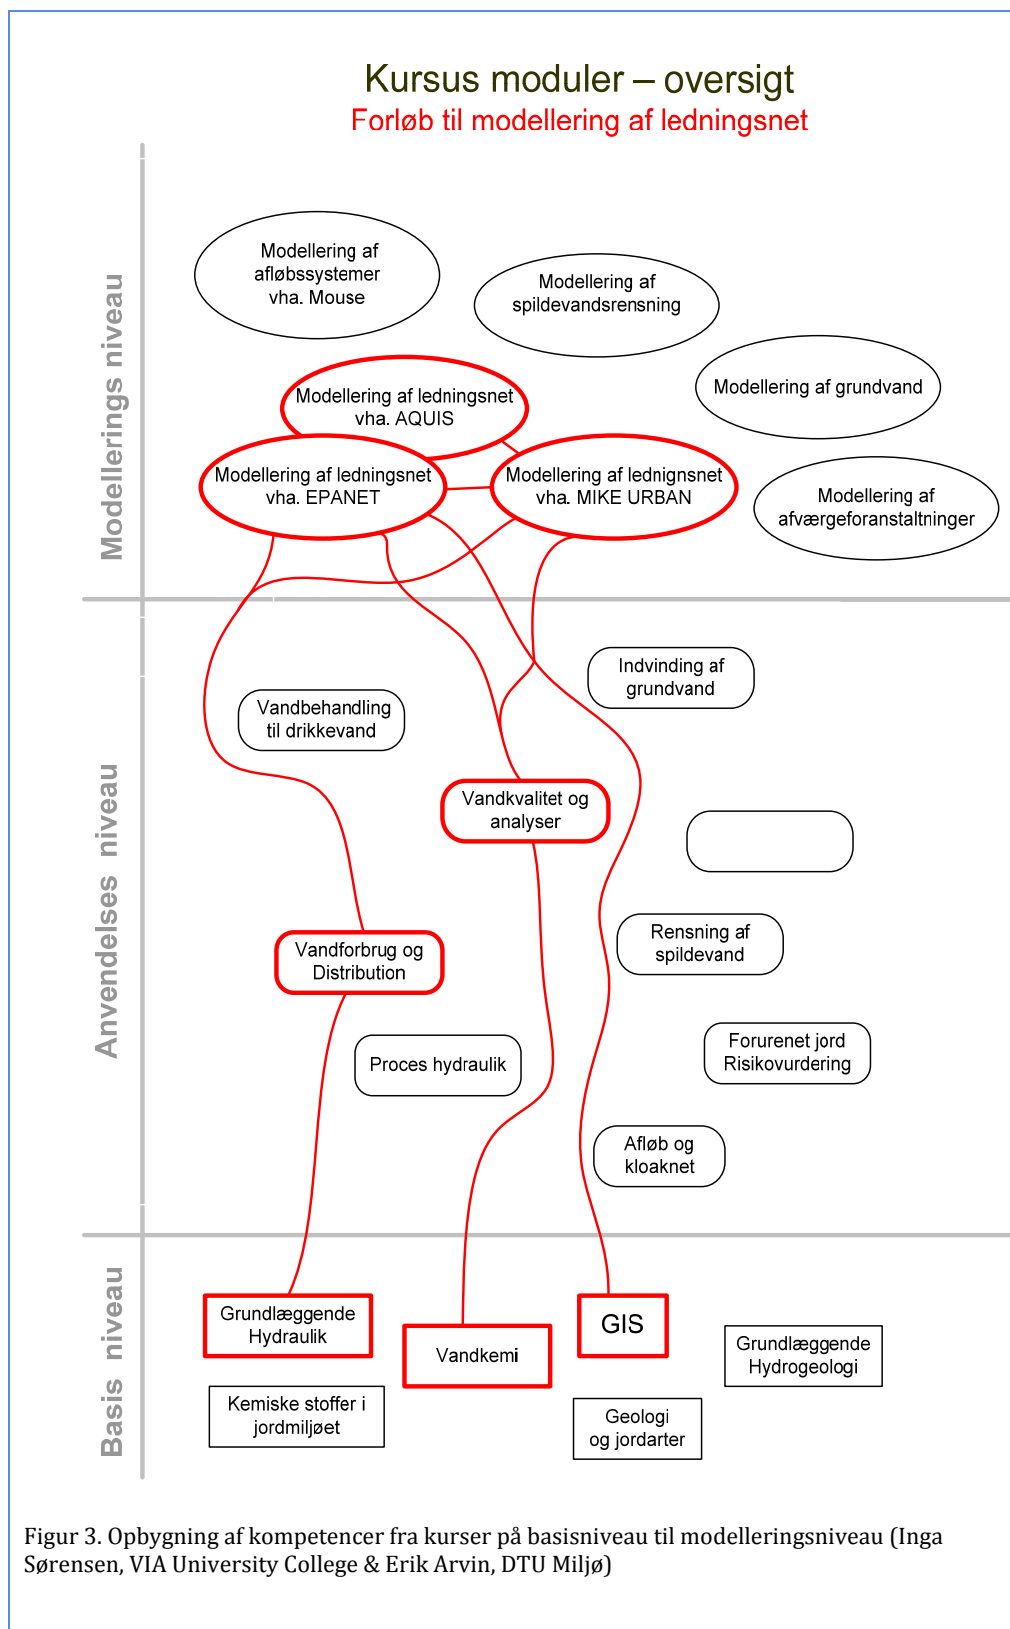 Kursus moduler – oversigt
Forløb til modellering af ledningsnet
Modellerings niveau
Modellering af
afløbssystemer
vha. Mouse
Modellering af
spildevandsrensning
Modellering af grundvand
Modellering af ledningsnet
vha. AQUIS
Modellering af ledningsnet
vha. EPANET
Modellering af lednignsnet
vha. MIKE URBAN
Modellering af
afværgeforanstaltninger
Anvendelses niveau
Indvinding af
grundvand
Vandbehandling
til drikkevand
Vandkvalitet og
analyser
Vandforbrug og
Distribution
Rensning af
spildevand
Proces hydraulik
Forurenet jord
Risikovurdering
Afløb og
kloaknet
Basis niveau
Grundlæggende
Hydraulik
Vandkemi
GIS
Grundlæggende
Hydrogeologi
Kemiske stoffer i
jordmiljøet
Geologi
og jordarter
Figur 3. Opbygning af kompetencer fra kurser på basisniveau til modelleringsniveau (Inga
Sørensen, VIA University College & Erik Arvin, DTU Miljø)